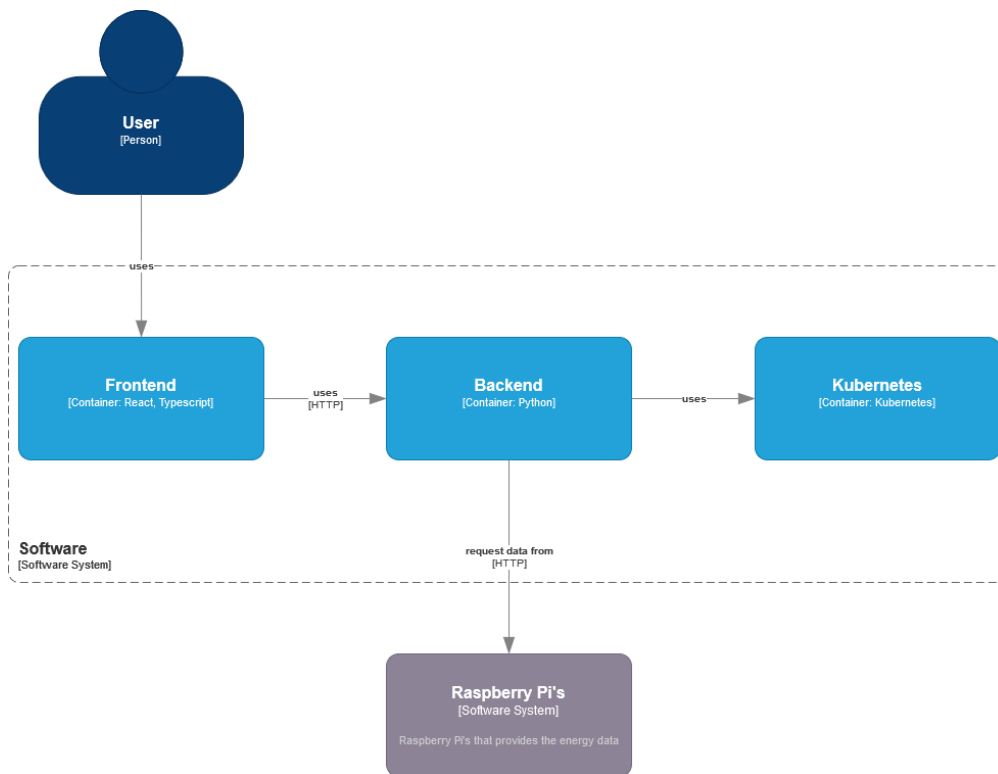 User
[Person]
uses
Frontend
[Container: React, Typescript]
uses
[HTTP]
Backend
[Container: Python]
uses
Kubernetes
[Container: Kubernetes]
Software
[Software System]
request data from
[HTTP]
Raspberry Pi's
[Software System]
Raspberry Pi's that provides the energy data